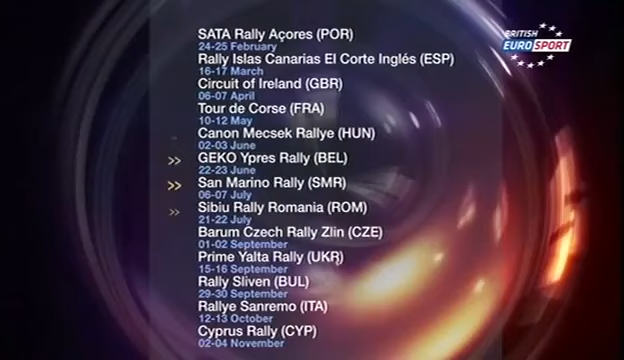 SATA Rally Açores (POR)
24-25 February
Rally Islas Canarias El Corte Inglés (ESP)
16-17 March
Circuit of Ireland (GBR)
06-07 April
Tour de Corse (FRA)
10-12 May
Canon Mecsek Rallye (HUN)
02-03 June
>> GEKO Ypres Rally (BEL)
22-23 June
>> San Marino Rally (SMR)
06-07 July
>> Sibiu Rally Romania (ROM)
21-22 July
Barum Czech Rally Zlin (CZE)
01-02 September
Prime Yalta Rally (UKR)
15-16 September
Rally Sliven (BUL)
29-30 September
Rallye Sanremo (ITA)
12-13 October
Cyprus Rally (CYP)
02-04 November
BRITISH
EUROSPORT